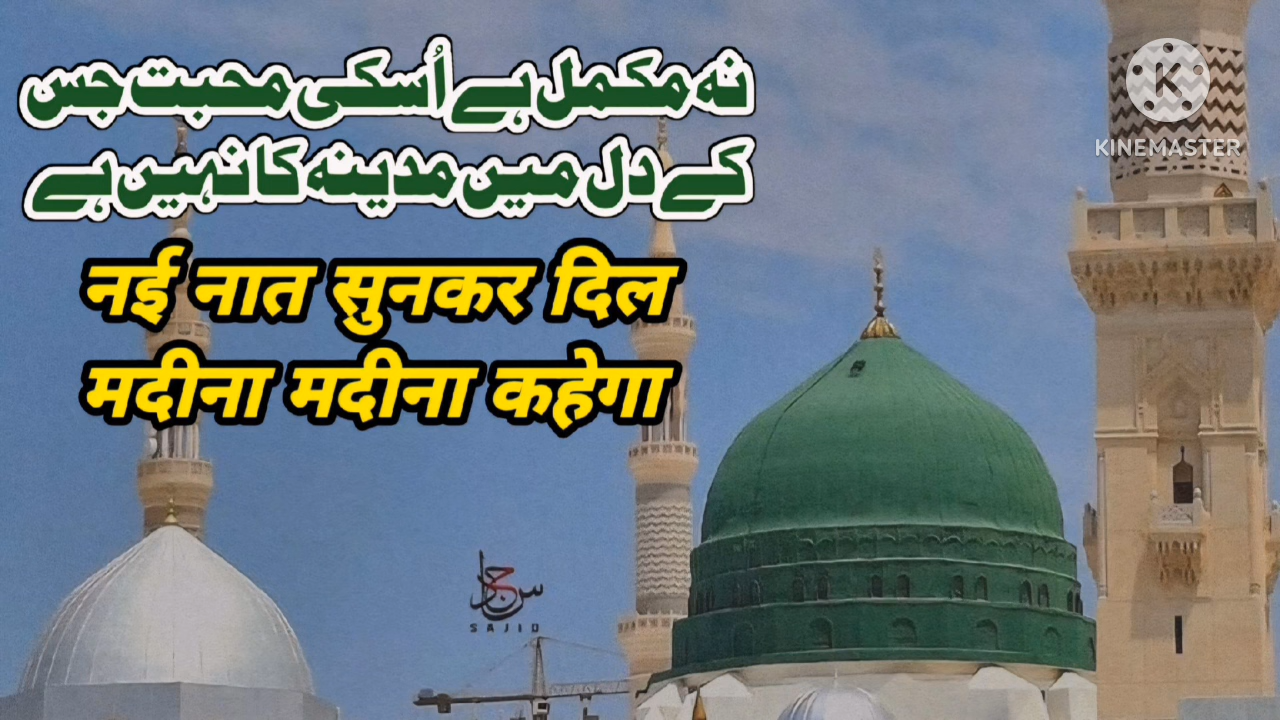 نہ مکمل ہے اُسکی محبت جس
کے دل میں مدینہ کا نہیں ہے
नई नात सुनकर दिल
मदीना मदीना कहेगा
KINEMASTER
SAJID